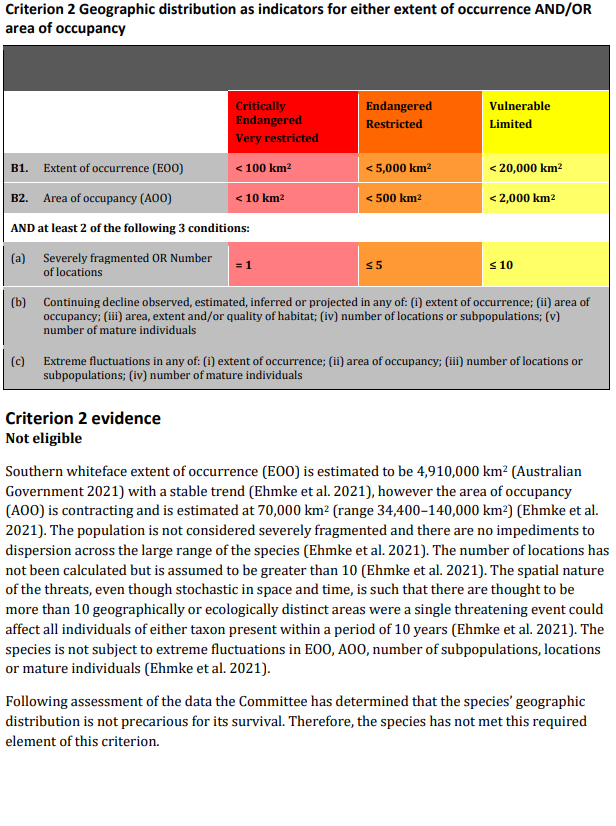 Criterion 2 Geographic distribution as indicators for either extent of occurrence AND/OR
area of occupancy
Critically
Endangered
Very restricted
Endangered
Restricted
Vulnerable
Limited
B1. Extent of occurrence (EOO) < 100 km² < 5,000 km² < 20,000 km²
B2. Area of occupancy (AOO) < 10 km² < 500 km² < 2,000 km²
AND at least 2 of the following 3 conditions:
(a) Severely fragmented OR Number
of locations
= 1 ≤ 5 ≤ 10
(b) Continuing decline observed, estimated, inferred or projected in any of: (i) extent of occurrence; (ii) area of
occupancy; (iii) area, extent and/or quality of habitat; (iv) number of locations or subpopulations; (v)
number of mature individuals
(c) Extreme fluctuations in any of: (i) extent of occurrence; (ii) area of occupancy; (iii) number of locations or
subpopulations; (iv) number of mature individuals
Criterion 2 evidence
Not eligible
Southern whiteface extent of occurrence (EOO) is estimated to be 4,910,000 km² (Australian
Government 2021) with a stable trend (Ehmke et al. 2021), however the area of occupancy
(AOO) is contracting and is estimated at 70,000 km² (range 34,400–140,000 km²) (Ehmke et al.
2021). The population is not considered severely fragmented and there are no impediments to
dispersion across the large range of the species (Ehmke et al. 2021). The number of locations has
not been calculated but is assumed to be greater than 10 (Ehmke et al. 2021). The spatial nature
of the threats, even though stochastic in space and time, is such that there are thought to be
more than 10 geographically or ecologically distinct areas were a single threatening event could
affect all individuals of either taxon present within a period of 10 years (Ehmke et al. 2021). The
species is not subject to extreme fluctuations in EOO, AOO, number of subpopulations, locations
or mature individuals (Ehmke et al. 2021).
Following assessment of the data the Committee has determined that the species' geographic
distribution is not precarious for its survival. Therefore, the species has not met this required
element of this criterion.